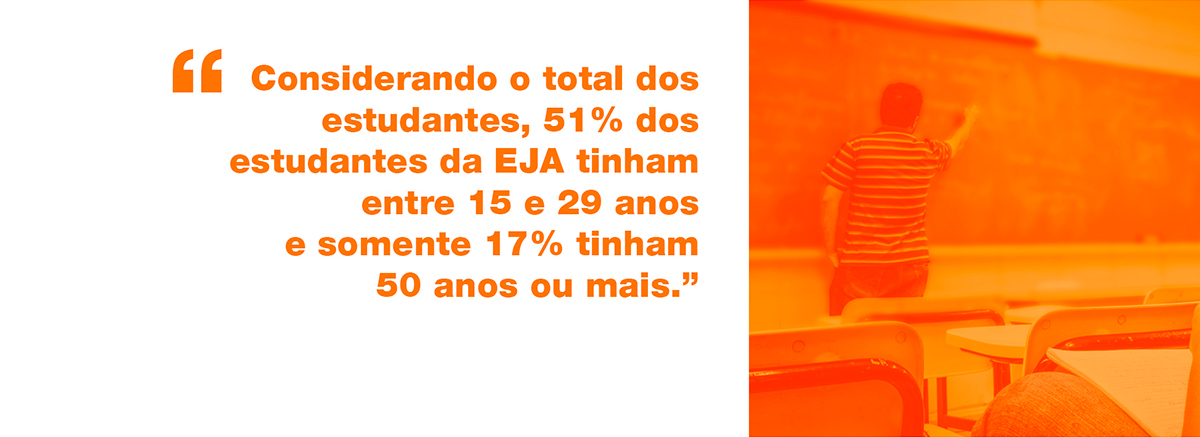 “ Considerando o total dos
estudantes, 51% dos
estudantes da EJA tinham
entre 15 e 29 anos
e somente 17% tinham
50 anos ou mais.”